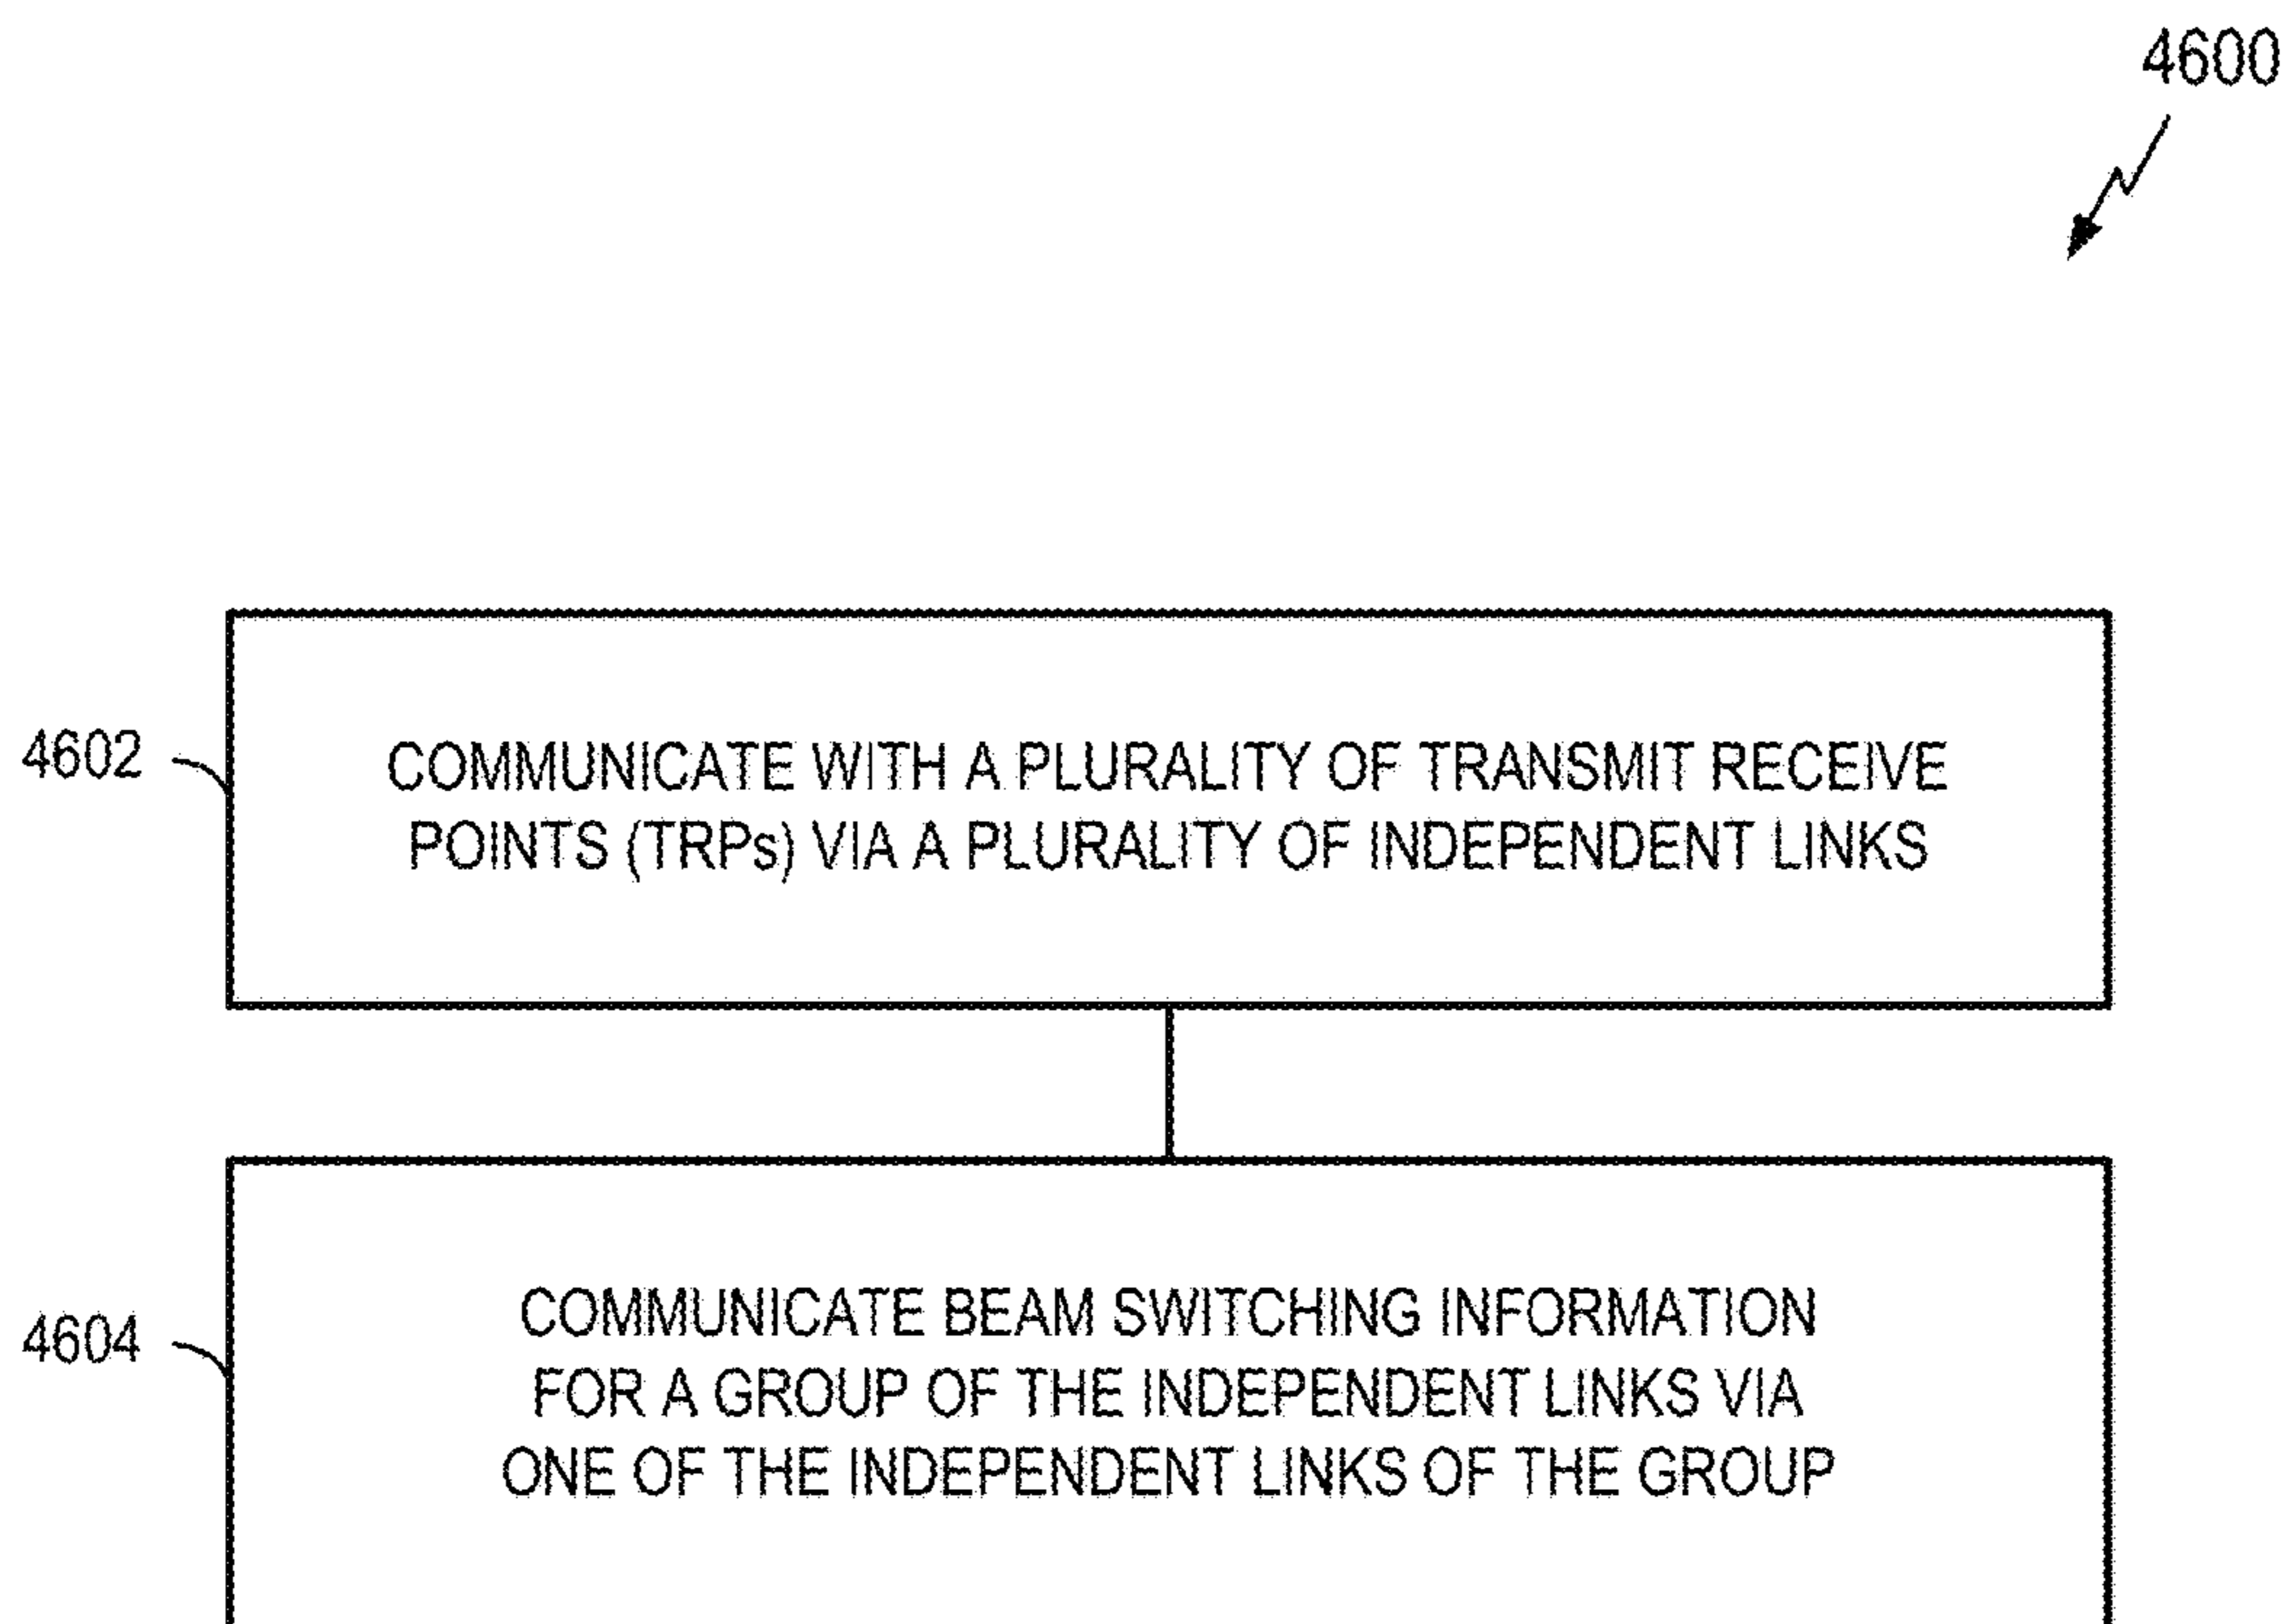 4600
4602
COMMUNICATE WITH A PLURALITY OF TRANSMIT RECEIVE
POINTS (TRPs) VIA A PLURALITY OF INDEPENDENT LINKS
4604
COMMUNICATE BEAM SWITCHING INFORMATION
FOR A GROUP OF THE INDEPENDENT LINKS VIA
ONE OF THE INDEPENDENT LINKS OF THE GROUP